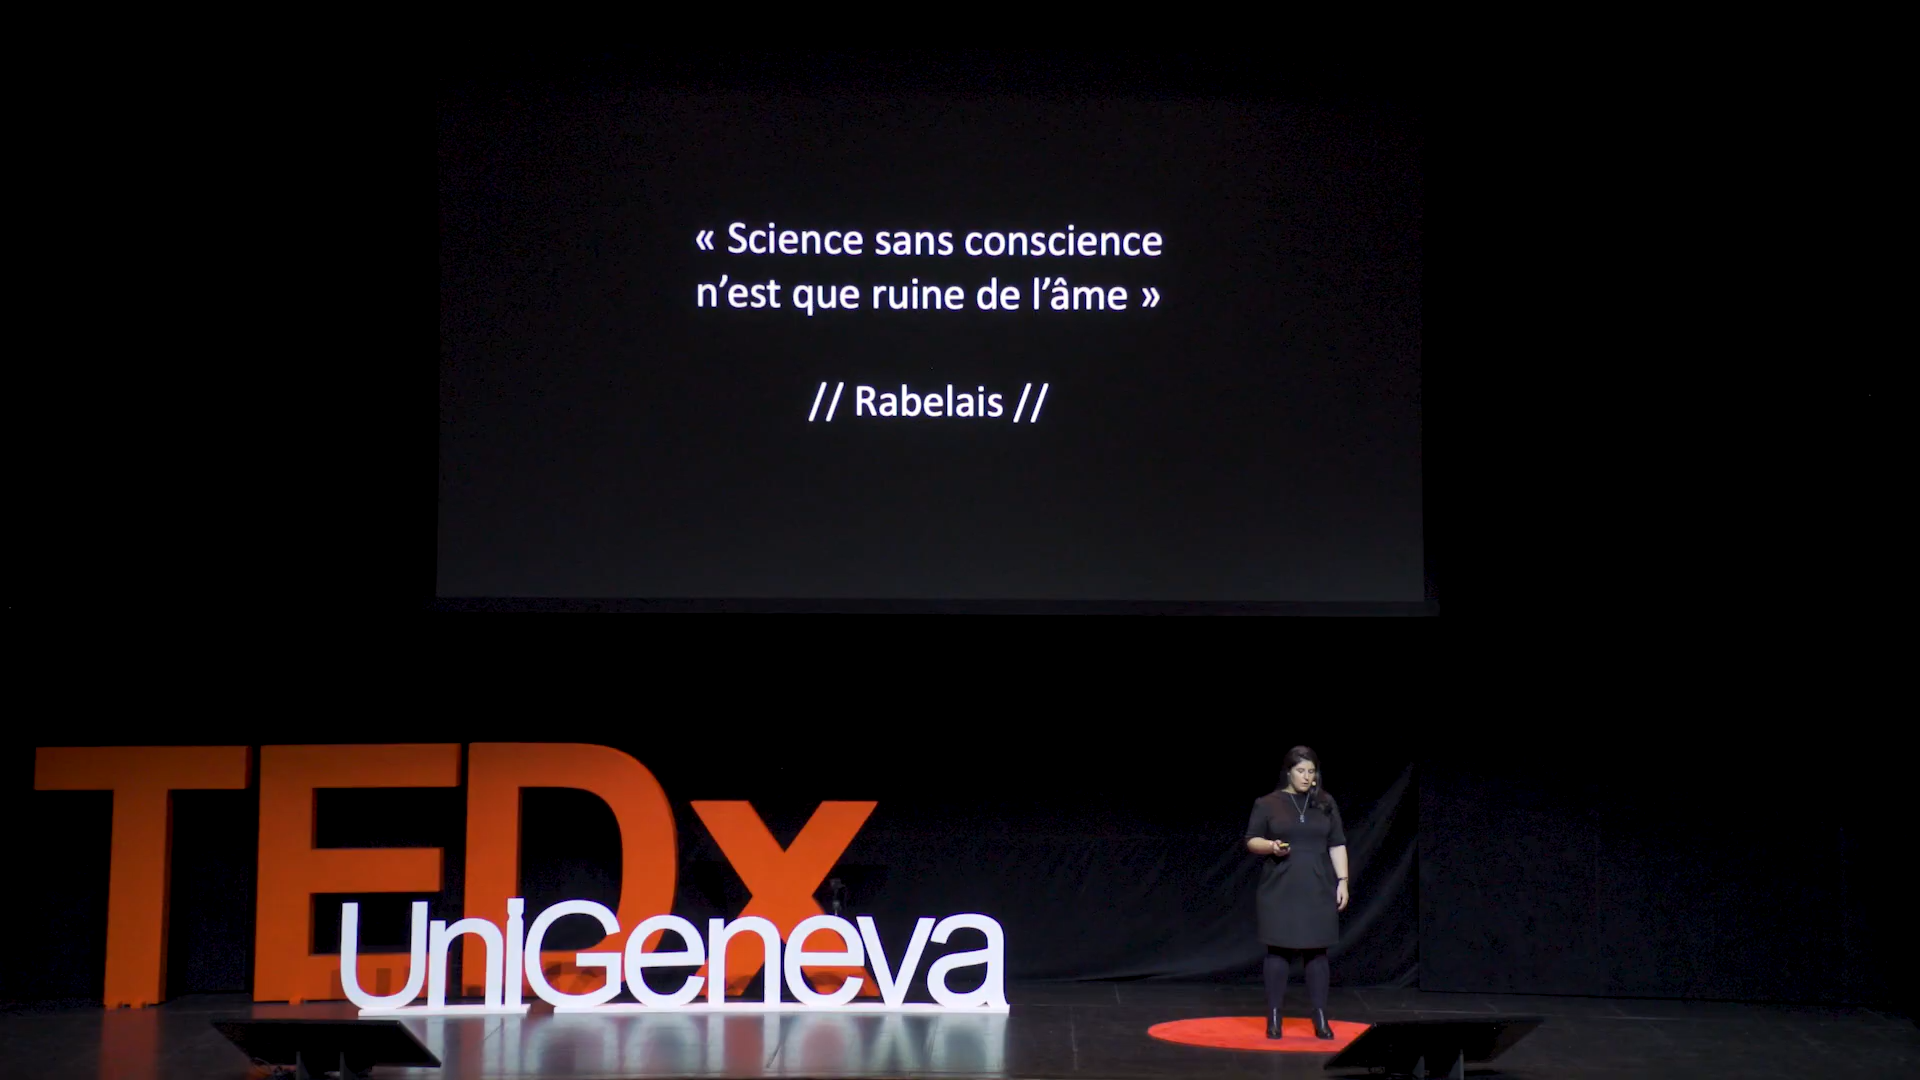 « Science sans conscience
n’est que ruine de l’âme »
// Rabelais //
TEDx
UniGeneva